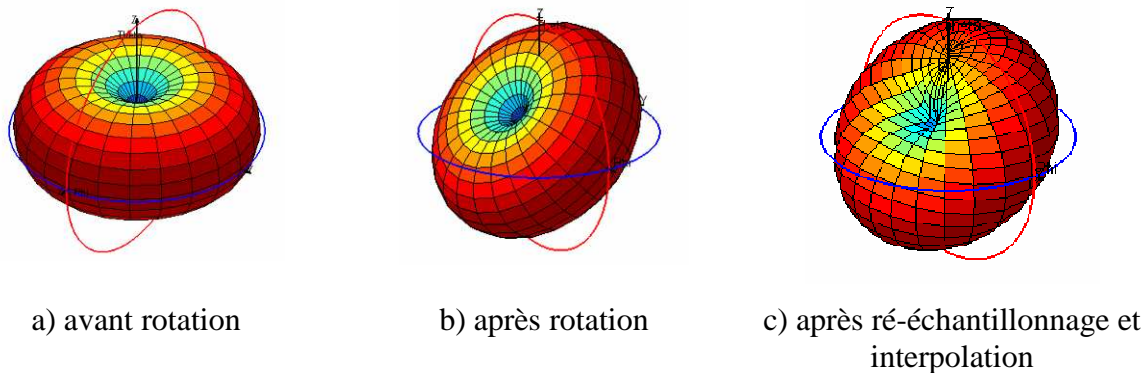 Z
Z
Y
Z
a) avant rotation
b) après rotation
c) après ré-échantillonnage et
interpolation